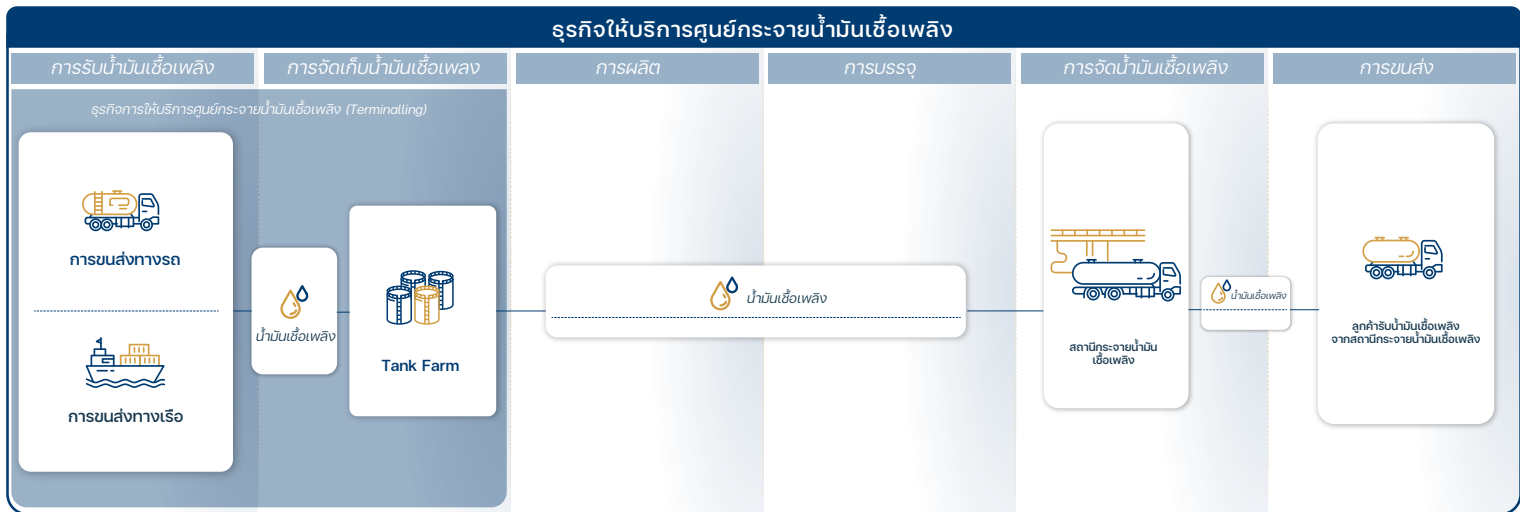 ธุรกิจให้บริการศูนย์กระจายน้ำมันเชื้อเพลิง
การรับน้ำมันเชื้อเพลิง
การจัดเก็บน้ำมันเชื้อเพลง
การผลิต
การบรรจุ
การจัดน้ำมันเชื้อเพลิง
การขนส่ง
ธุรกิจการให้บริการศูนย์กระจายน้ำมันเชื้อเพลิง (Terminalling)
การขนส่งทางรถ
การขนส่งทางเรือ
น้ำมันเชื้อเพลิง
Tank Farm
น้ำมันเชื้อเพลิง
สถานีกระจายน้ำมัน
เชื้อเพลิง
น้ำมันเชื้อเพลิง
ลูกค้ารับน้ำมันเชื้อเพลิง
จากสถานีกระจายน้ำมันเชื้อเพลิง